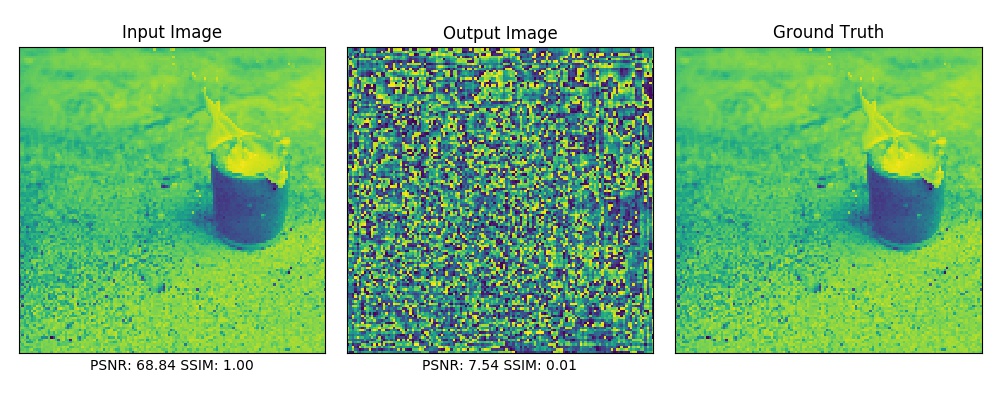 Input Image
Output Image
Ground Truth
PSNR: 68.84 SSIM: 1.00
PSNR: 7.54 SSIM: 0.01